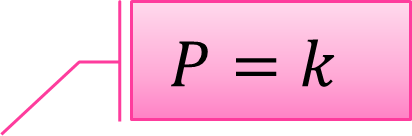 P = k